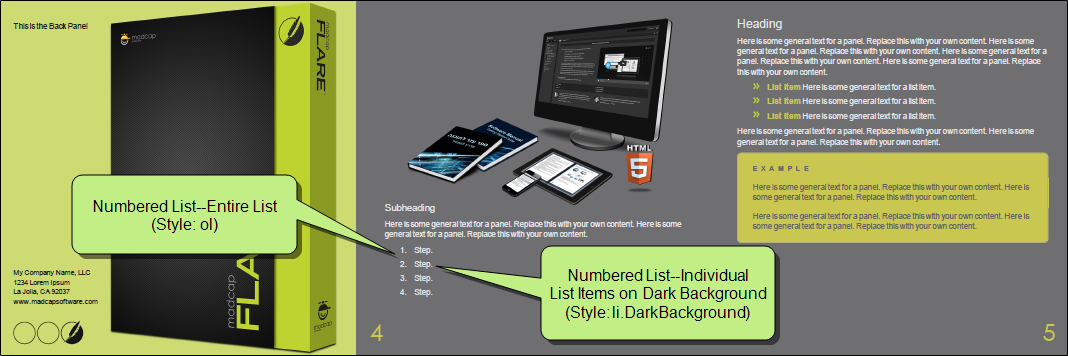 This is the Back Panel
madcap
FLARE
madcap
FLA
madcap
My Company Name, LLC
1234 Lorem Ipsum
La Jolla, CA 92037
www.madcapsoftware.com
Numbered List--Entire List
(Style: ol)
Software Manual
HTML
5
Subheading
Here is some general text for a panel. Replace this with your own content. Here is some
general text for a panel. Replace this with your own content.
1. Step.
2. Step.
3. Step.
4. Step.
Numbered List--Individual
List Items on Dark Background
(Style: li.DarkBackground)
4
Heading
Here is some general text for a panel. Replace this with your own content. Here is some
general text for a panel. Replace this with your own content. Here is some general text for a
panel. Replace this with your own content. Here is some general text for a panel. Replace
this with your own content.
» List Item Here is some general text for a list item.
» List Item Here is some general text for a list item.
» List Item Here is some general text for a list item.
Here is some general text for a panel. Replace this with your own content. Here is some
general text for a panel. Replace this with your own content.
EXAMPLE
Here is some general text for a panel. Replace this with your own content. Here is
some general text for a panel. Replace this with your own content.
Here is some general text for a panel. Replace this with your own content. Here is
some general text for a panel. Replace this with your own content.
5